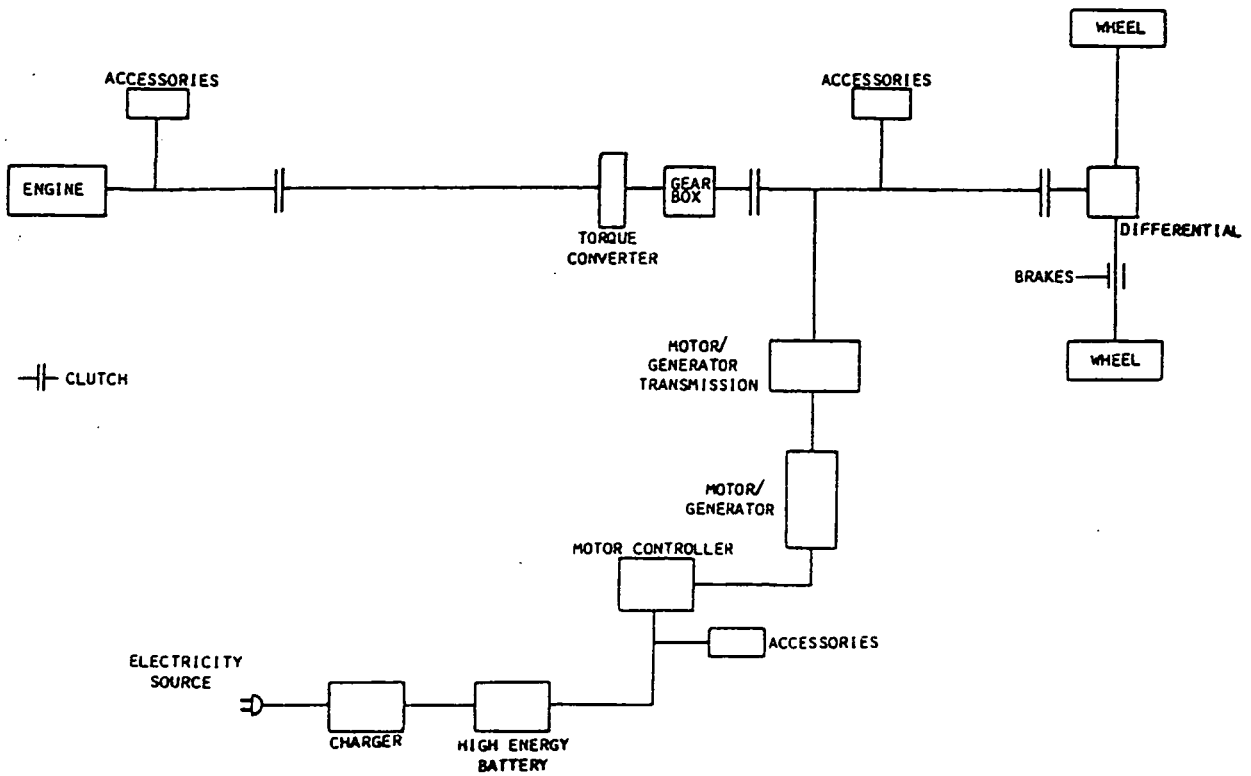 WHEEL
ACCESSORIES
ACCESSORIES
ENGINE
GEAR
BOX
TORQUE
CONVERTER
DIFFERENTIAL
BRAKES
WHEEL
CLUTCH
MOTOR/
GENERATOR
TRANSMISSION
MOTOR/
GENERATOR
MOTOR CONTROLLER
ACCESSORIES
ELECTRICITY
SOURCE
CHARGER
HIGH ENERGY
BATTERY